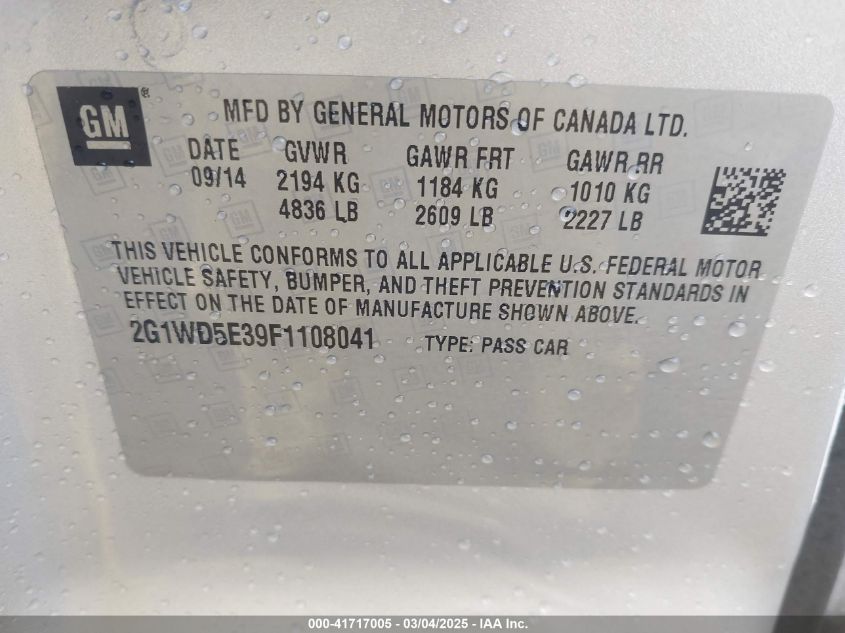 GM®
MFD BY GENERAL MOTORS OF CANADA LTD.
DATE GVWR GAWR FRT GAWR RR
09/14 2194 KG 1184 KG 1010 KG
4836 LB 2609 LB 2227 LB
THIS VEHICLE CONFORMS TO ALL APPLICABLE U.S. FEDERAL MOTOR
VEHICLE SAFETY, BUMPER, AND THEFT PREVENTION STANDARDS IN
EFFECT ON THE DATE OF MANUFACTURE SHOWN ABOVE.
2G1WD5E39F1108041 TYPE: PASS CAR
000-41717005 - 03/04/2025 - IAA Inc.